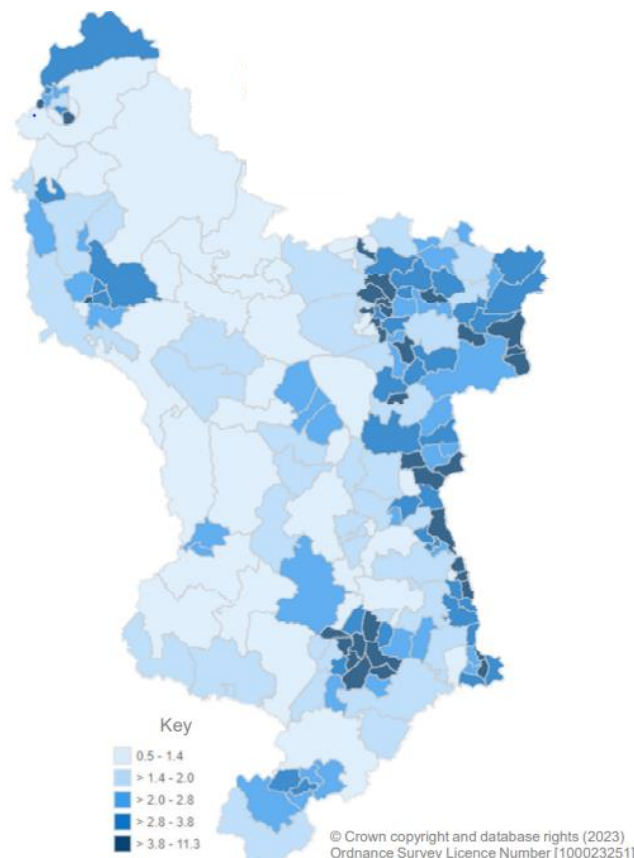 Key
0.5 - 1.4
> 1.4 - 2.0
> 2.0 - 2.8
> 2.8 - 3.8
> 3.8 - 11.3
© Crown copyright and database rights (2023)
Ordnance Survey Licence Number [100023251]